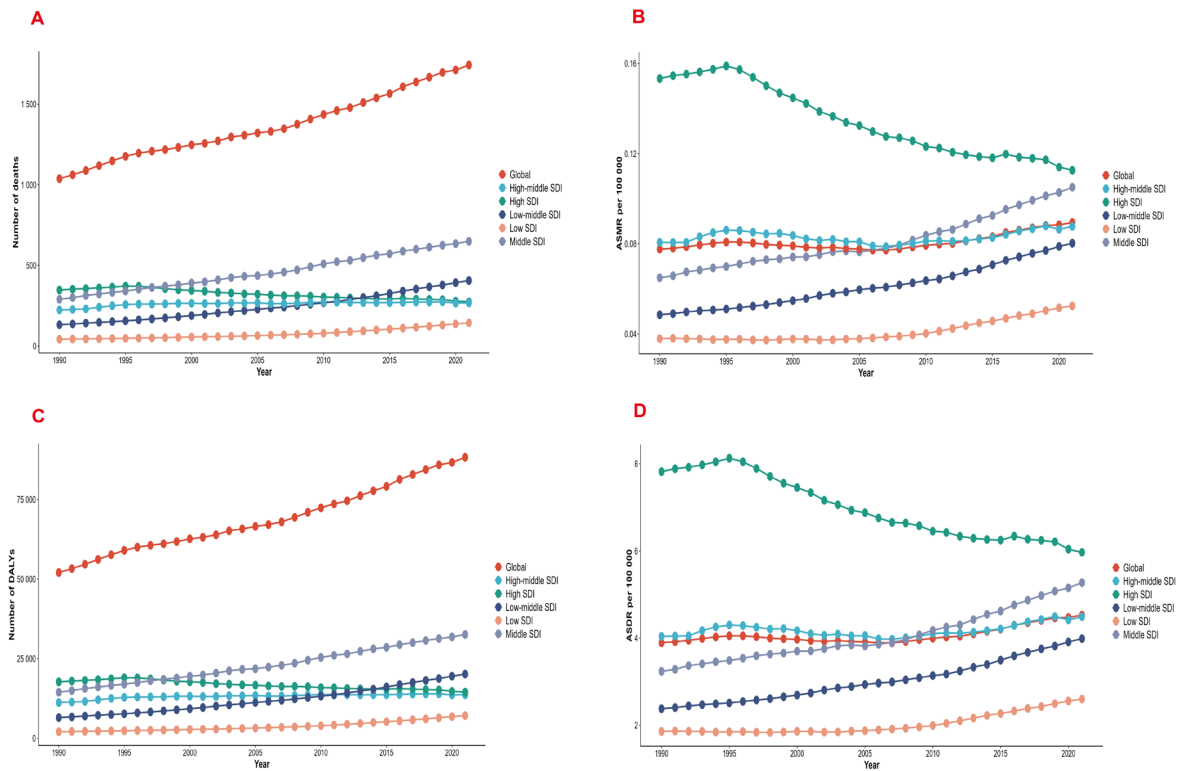 A
Number of deaths
1 500
1 000
500
0
1990
1995
2000
2005
2010
2015
2020
Year
Global
High-middle SDI
High SDI
Low-middle SDI
Low SDI
Middle SDI
B
ASMR per 100 000
0.16
0.12
0.08
0.04
1990
1995
2000
2005
2010
2015
2020
Year
Global
High-middle SDI
High SDI
Low-middle SDI
Low SDI
Middle SDI
C
Number of DALYs
75 000
50 000
25 000
0
1990
1995
2000
2005
2010
2015
2020
Year
Global
High-middle SDI
High SDI
Low-middle SDI
Low SDI
Middle SDI
D
ASDR per 100 000
8
6
4
2
1990
1995
2000
2005
2010
2015
2020
Year
Global
High-middle SDI
High SDI
Low-middle SDI
Low SDI
Middle SDI